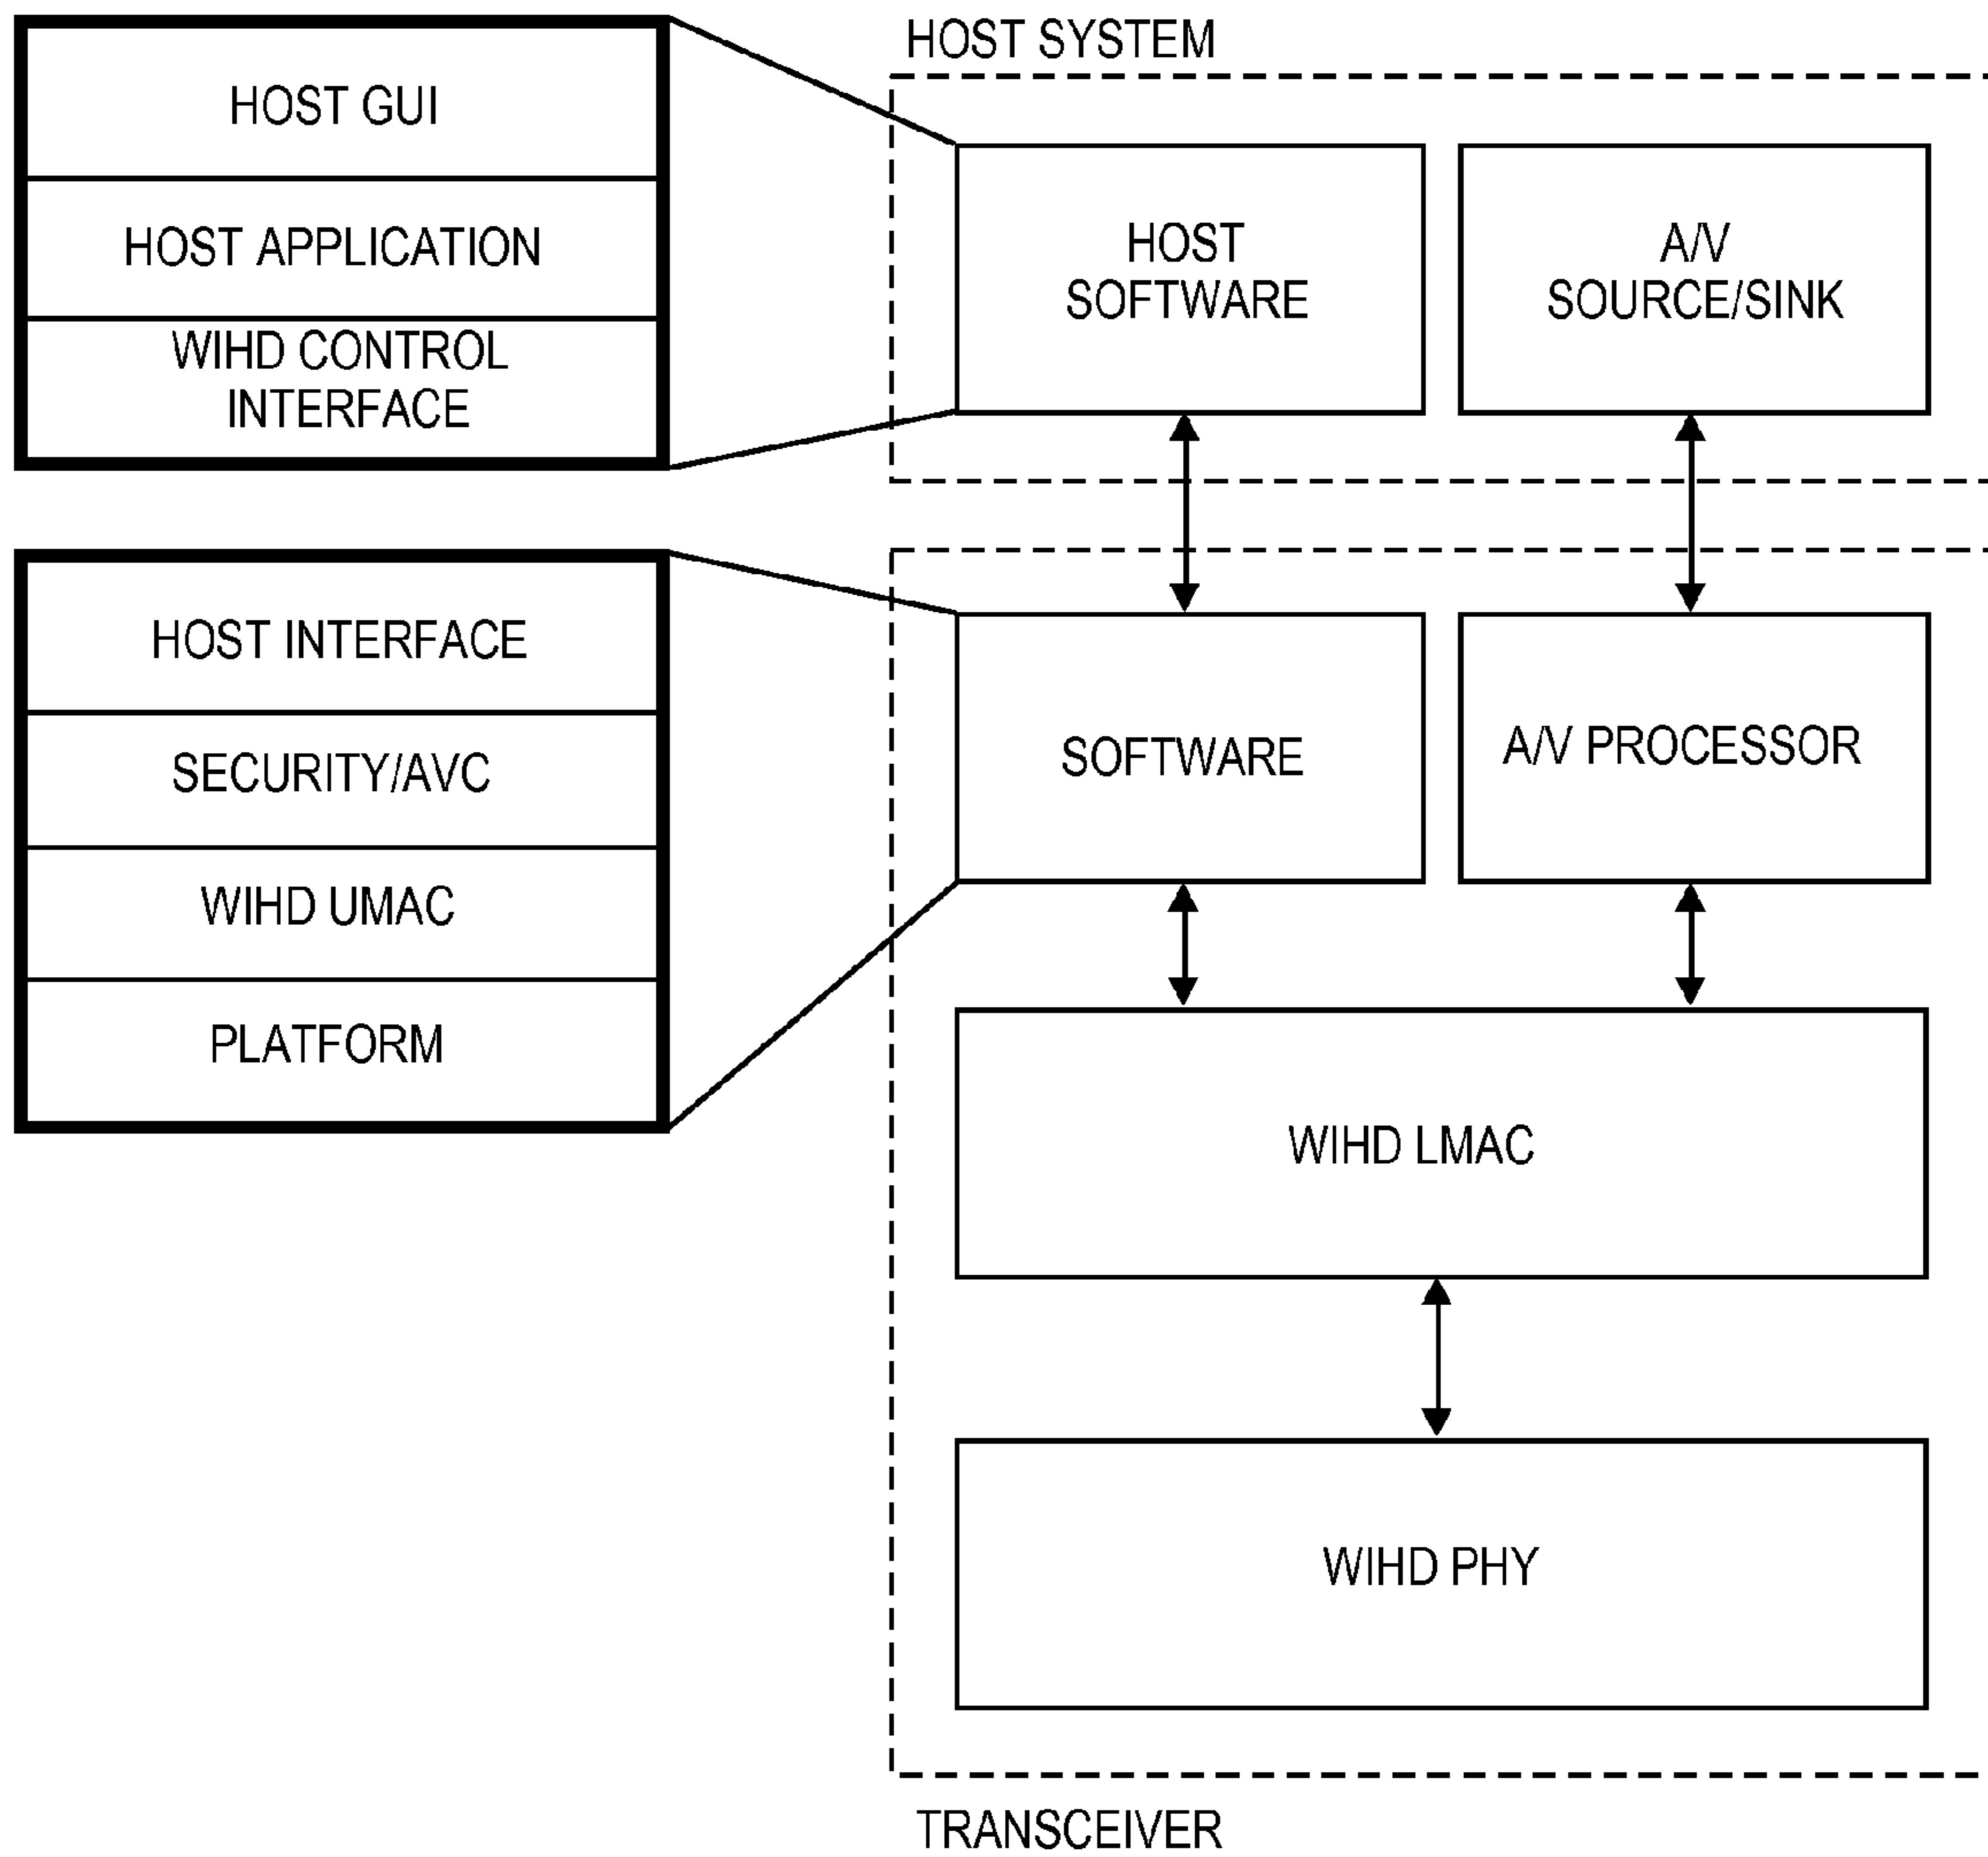 HOST SYSTEM
HOST GUI
HOST APPLICATION
WIHD CONTROL
INTERFACE
HOST
SOFTWARE
A/V
SOURCE/SINK
HOST INTERFACE
SECURITY/AVC
WIHD UMAC
PLATFORM
SOFTWARE
A/V PROCESSOR
WIHD LMAC
WIHD PHY
TRANSCEIVER